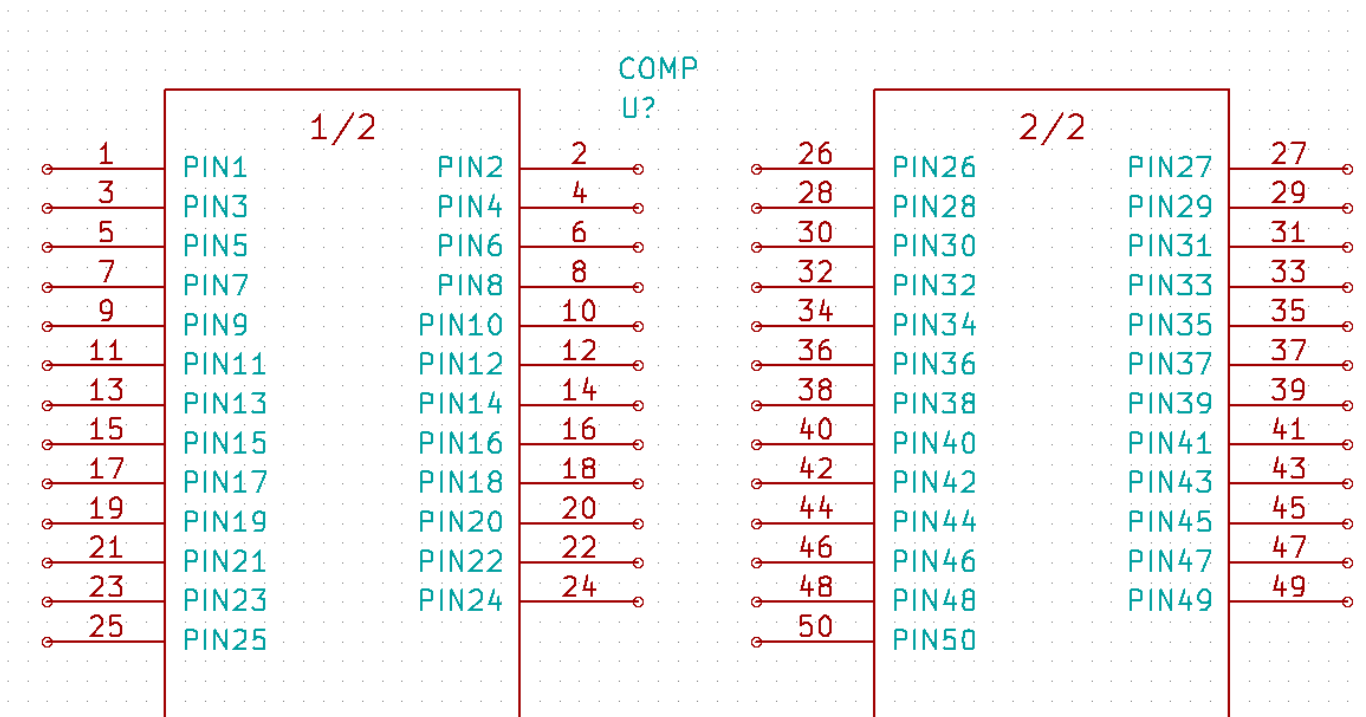 COMP
U?
1/2
1 PIN1 PIN2 2
3 PIN3 PIN4 4
5 PIN5 PIN6 6
7 PIN7 PIN8 8
9 PIN9 PIN10 10
11 PIN11 PIN12 12
13 PIN13 PIN14 14
15 PIN15 PIN16 16
17 PIN17 PIN18 18
19 PIN19 PIN20 20
21 PIN21 PIN22 22
23 PIN23 PIN24 24
25 PIN25
2/2
26 PIN26 PIN27 27
28 PIN28 PIN29 29
30 PIN30 PIN31 31
32 PIN32 PIN33 33
34 PIN34 PIN35 35
36 PIN36 PIN37 37
38 PIN38 PIN39 39
40 PIN40 PIN41 41
42 PIN42 PIN43 43
44 PIN44 PIN45 45
46 PIN46 PIN47 47
48 PIN48 PIN49 49
50 PIN50